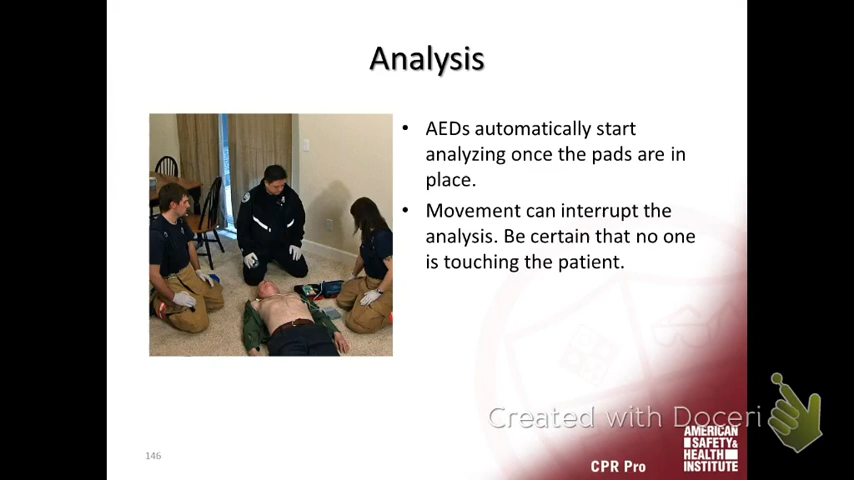 Analysis
• AEDs automatically start
analyzing once the pads are in
place.
• Movement can interrupt the
analysis. Be certain that no one
is touching the patient.
Created with Doceri
AMERICAN
SAFETY&
HEALTH
INSTITUTE
146
CPR Pro